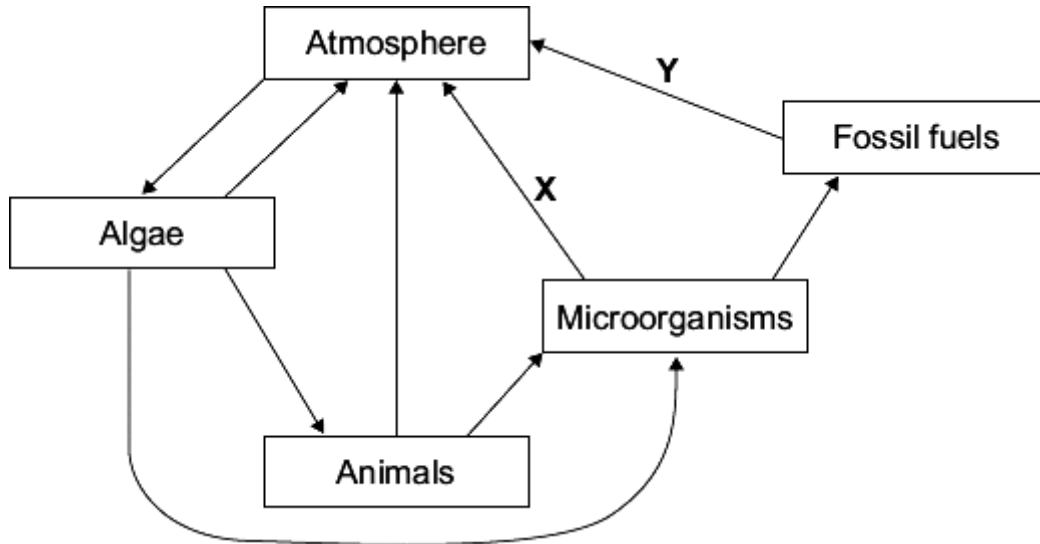 Atmosphere
Y
Fossil fuels
X
Algae
Microorganisms
Animals